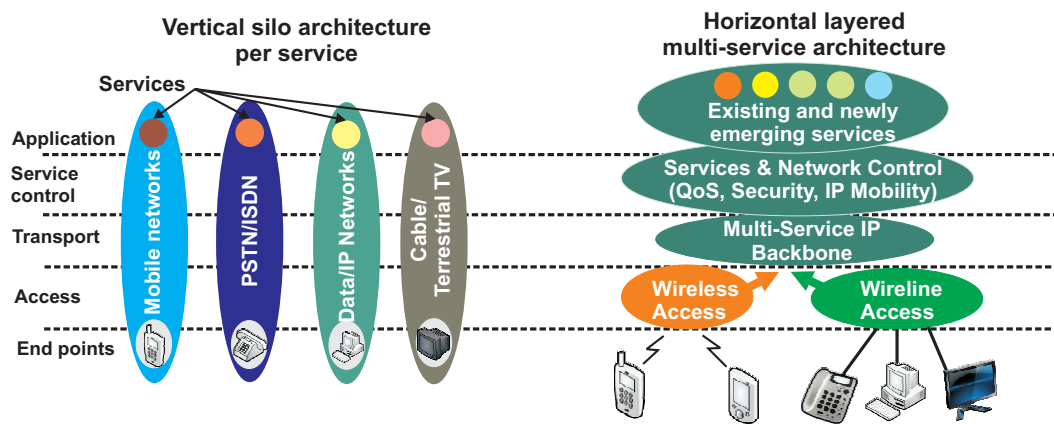 Vertical silo architecture
per service
Services
Application
Service
control
Transport
Access
End points
Mobile networks
PSTN/ISDN
Data/IP Networks
Cable/
Terrestrial TV
Horizontal layered
multi-service architecture
Existing and newly
emerging services
Services & Network Control
(QoS, Security, IP Mobility)
Multi-Service IP
Backbone
Wireless
Access
Wireline
Access